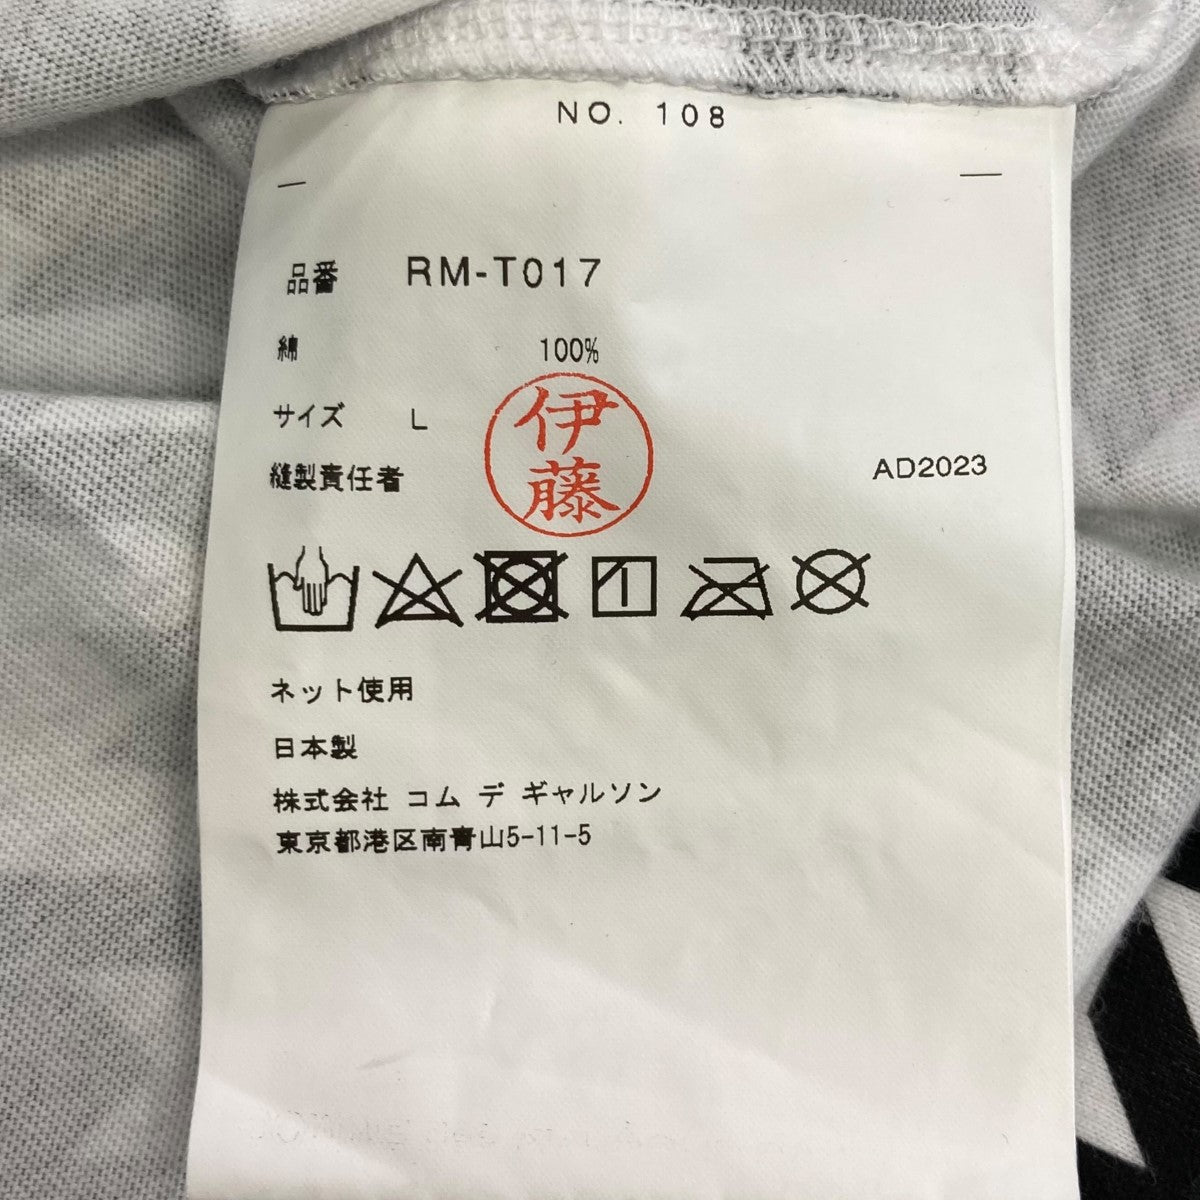 NO. 108
品番 RM-T017
綿 100%
サイズ L
伊藤
縫製責任者
AD2023
ネット使用
日本製
株式会社 コム デ ギャルソン
東京都港区南青山5-11-5